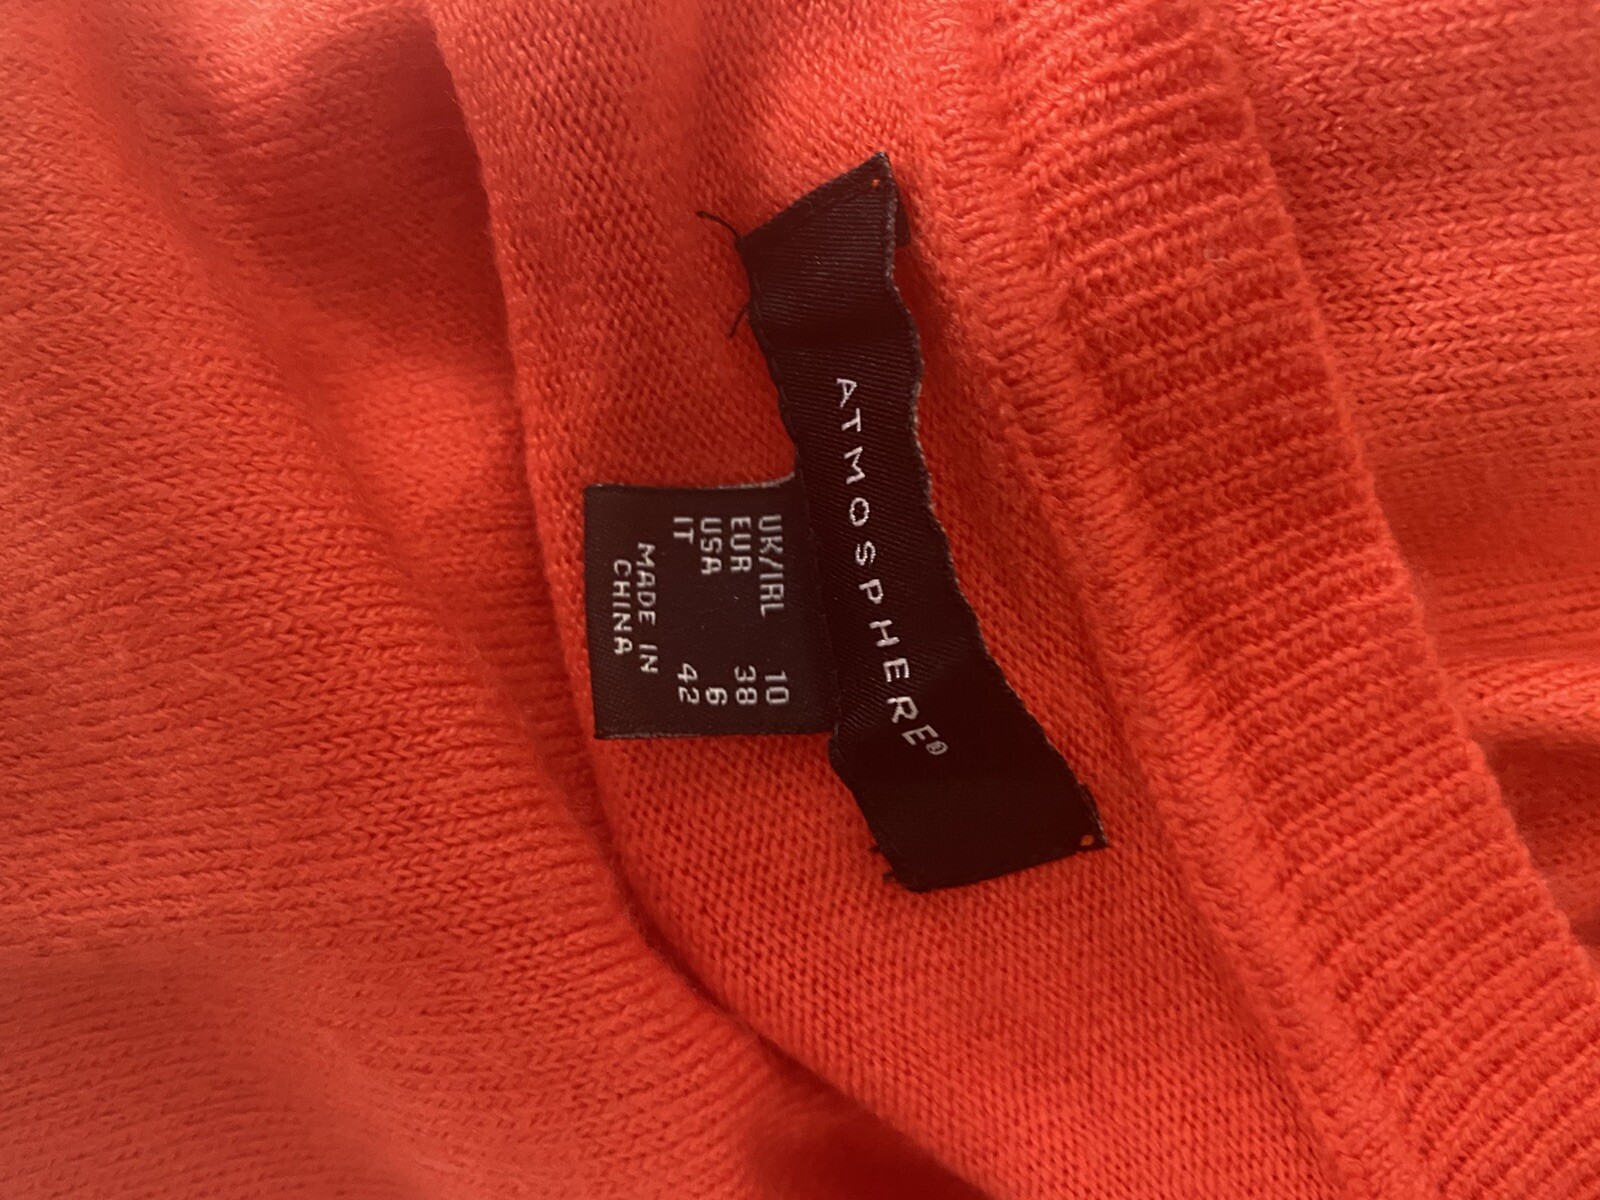 ATMOSPHERE®
UK/IRL 10
EUR 38
USA 6
IT 42
MADE IN
CHINA